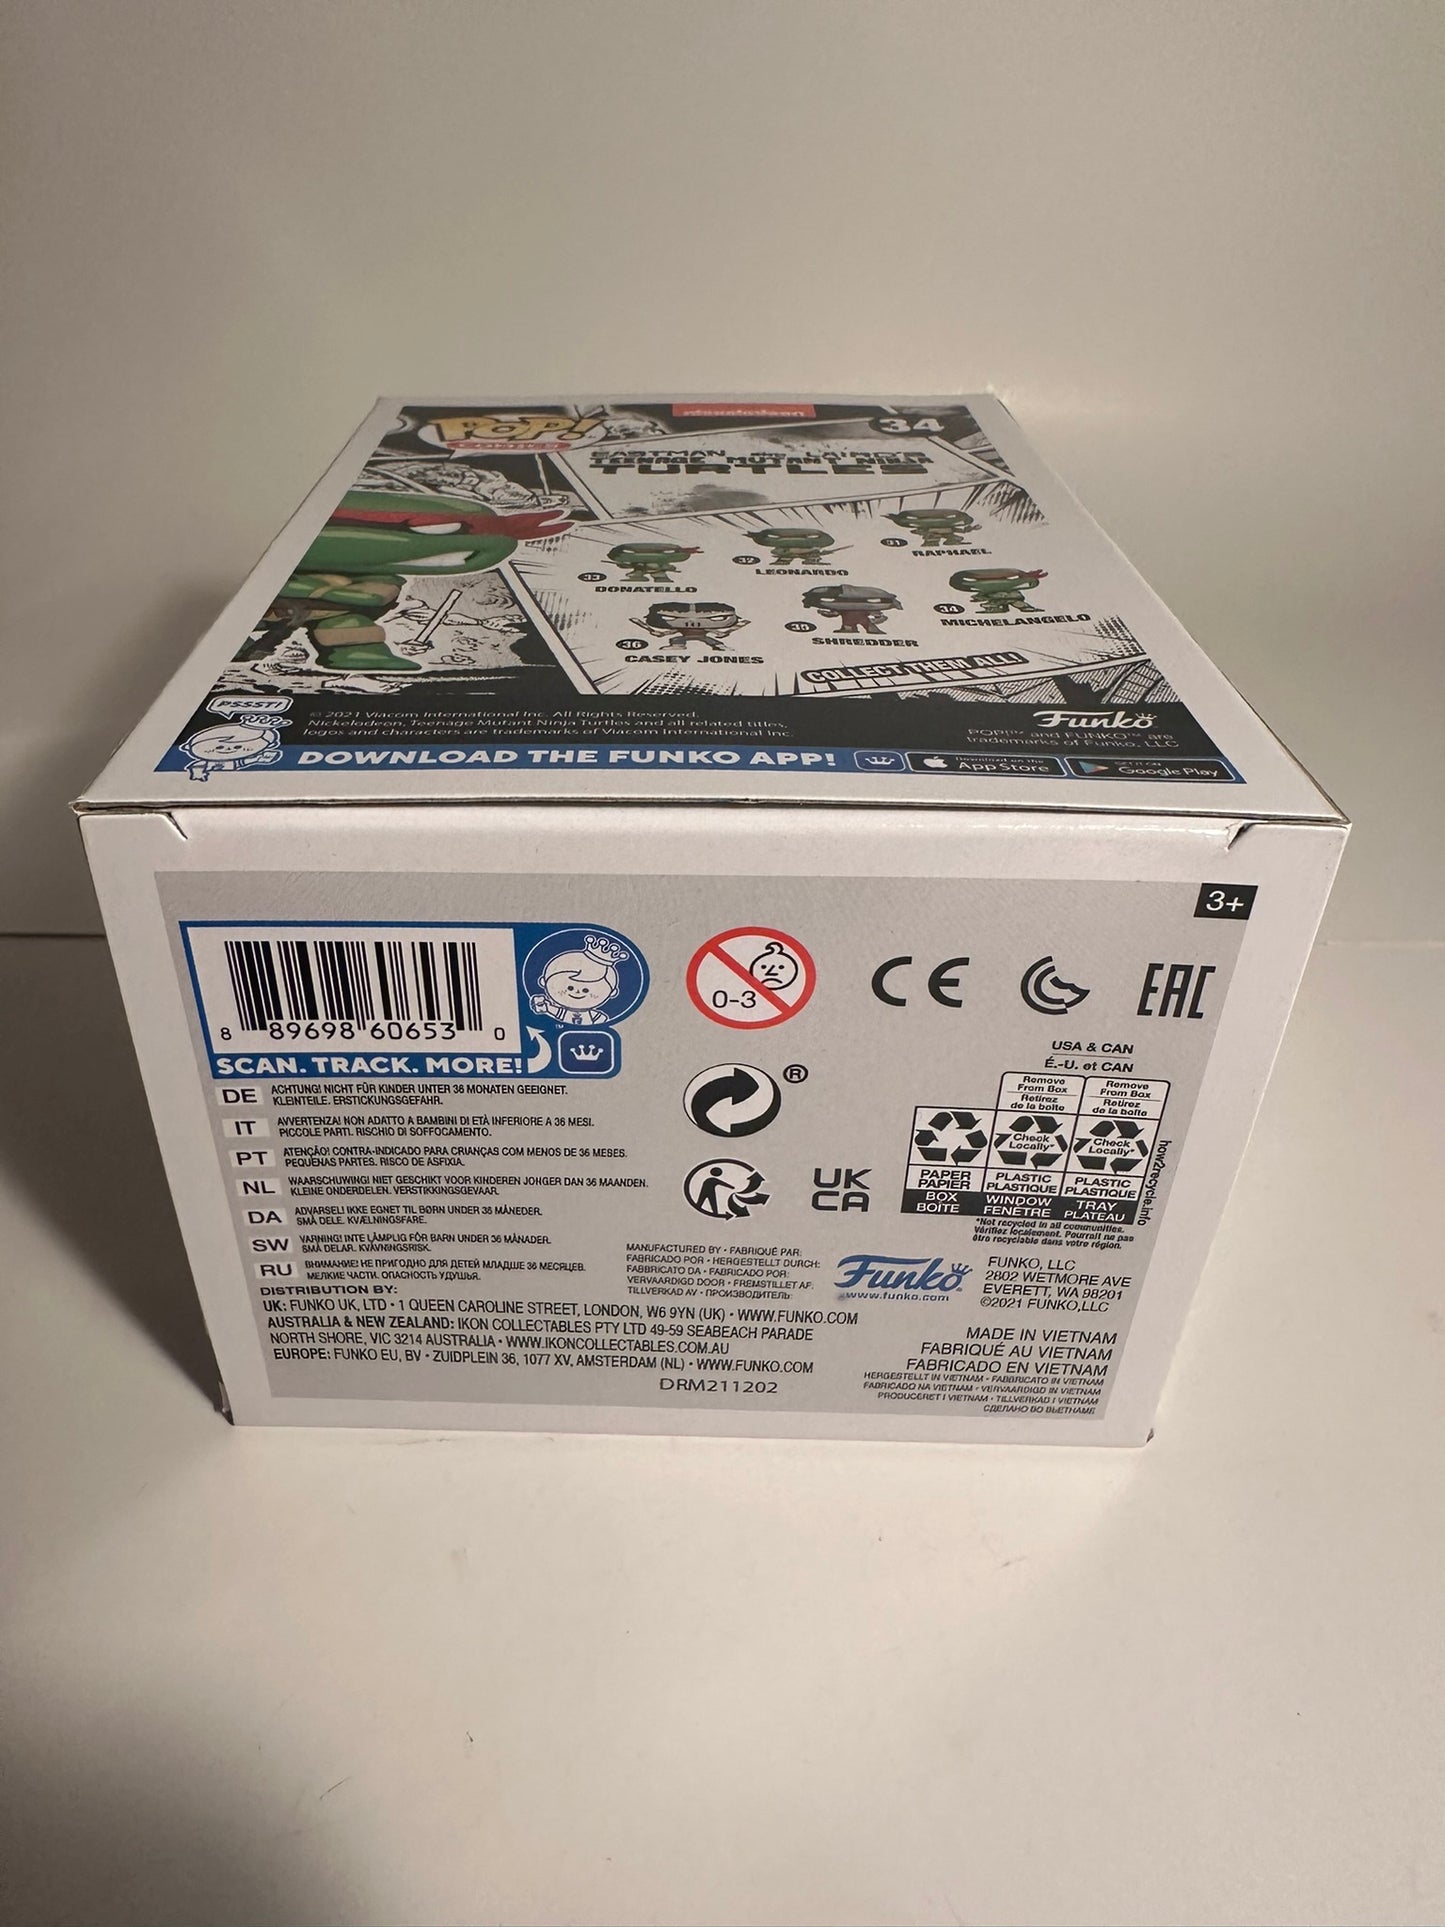 POP!
COMICS
nickelodeon
34
EASTMAN AND LAIRD'S
TEENAGE MUTANT NINJA
TURTLES
33
DONATELLO
32
LEONARDO
31
RAPHAEL
36
CASEY JONES
35
SHREDDER
34
MICHELANGELO
COLLECT THEM ALL!
PSSST!
© 2021 Viacom International Inc. All Rights Reserved.
Nickelodeon, Teenage Mutant Ninja Turtles and all related titles,
logos and characters are trademarks of Viacom International Inc.
Funko
POP!™ and FUNKO™ are
trademarks of Funko, LLC
DOWNLOAD THE FUNKO APP!
Download on the
App Store
GET IT ON
Google Play
3+
8 89698 60653 0
SCAN. TRACK. MORE!
0-3
CE
EAC
DE ACHTUNG! NICHT FÜR KINDER UNTER 36 MONATEN GEEIGNET.
KLEINTEILE. ERSTICKUNGSGEFAHR.
IT AVVERTENZA! NON ADATTO A BAMBINI DI ETÀ INFERIORE A 36 MESI.
PICCOLE PARTI. RISCHIO DI SOFFOCAMENTO.
PT ATENÇÃO! CONTRA-INDICADO PARA CRIANÇAS COM MENOS DE 36 MESES.
PEQUENAS PARTES. RISCO DE ASFIXIA.
NL WAARSCHUWING! NIET GESCHIKT VOOR KINDEREN JONGER DAN 36 MAANDEN.
KLEINE ONDERDELEN. VERSTIKKINGSGEVAAR.
DA ADVARSEL! IKKE EGNET TIL BØRN UNDER 36 MÅNEDER.
SMÅ DELE. KVÆLNINGSFARE.
SW VARNING! INTE LÄMPLIG FÖR BARN UNDER 36 MÅNADER.
SMÅ DELAR. KVÄVNINGSRISK.
RU ВНИМАНИЕ! НЕ ПРИГОДНО ДЛЯ ДЕТЕЙ МЛАДШЕ 36 МЕСЯЦЕВ.
МЕЛКИЕ ЧАСТИ. ОПАСНОСТЬ УДУШЬЯ.
®
UK
CA
USA & CAN
É.-U. et CAN
Remove
From Box
Retirez
de la boîte
Remove
From Box
Retirez
de la boîte
Check
Locally*
Check
Locally*
PAPER
PAPIER
PLASTIC
PLASTIQUE
PLASTIC
PLASTIQUE
BOX
BOÎTE
WINDOW
FENÊTRE
TRAY
PLATEAU
how2recycle.info
*Not recycled in all communities.
Vérifiez localement. Pourrait ne pas
être recyclable dans votre région.
MANUFACTURED BY • FABRIQUÉ PAR:
FABRICADO POR • HERGESTELLT DURCH:
FABBRICATO DA • FABRICADO POR:
VERVAARDIGD DOOR • FREMSTILLET AF:
TILLVERKAD AV • ПРОИЗВОДИТЕЛЬ:
Funko
www.funko.com
FUNKO, LLC
2802 WETMORE AVE
EVERETT, WA 98201
©2021 FUNKO,LLC
DISTRIBUTION BY:
UK: FUNKO UK, LTD • 1 QUEEN CAROLINE STREET, LONDON, W6 9YN (UK) • WWW.FUNKO.COM
AUSTRALIA & NEW ZEALAND: IKON COLLECTABLES PTY LTD 49-59 SEABEACH PARADE
NORTH SHORE, VIC 3214 AUSTRALIA • WWW.IKONCOLLECTABLES.COM.AU
EUROPE: FUNKO EU, BV • ZUIDPLEIN 36, 1077 XV, AMSTERDAM (NL) • WWW.FUNKO.COM
DRM211202
MADE IN VIETNAM
FABRIQUÉ AU VIETNAM
FABRICADO EN VIETNAM
HERGESTELLT IN VIETNAM • FABBRICATO IN VIETNAM
FABRICADO NA VIETNAM • VERVAARDIGD IN VIETNAM
PRODUCERET I VIETNAM • TILLVERKAD I VIETNAM
СДЕЛАНО ВО ВЬЕТНАМЕ